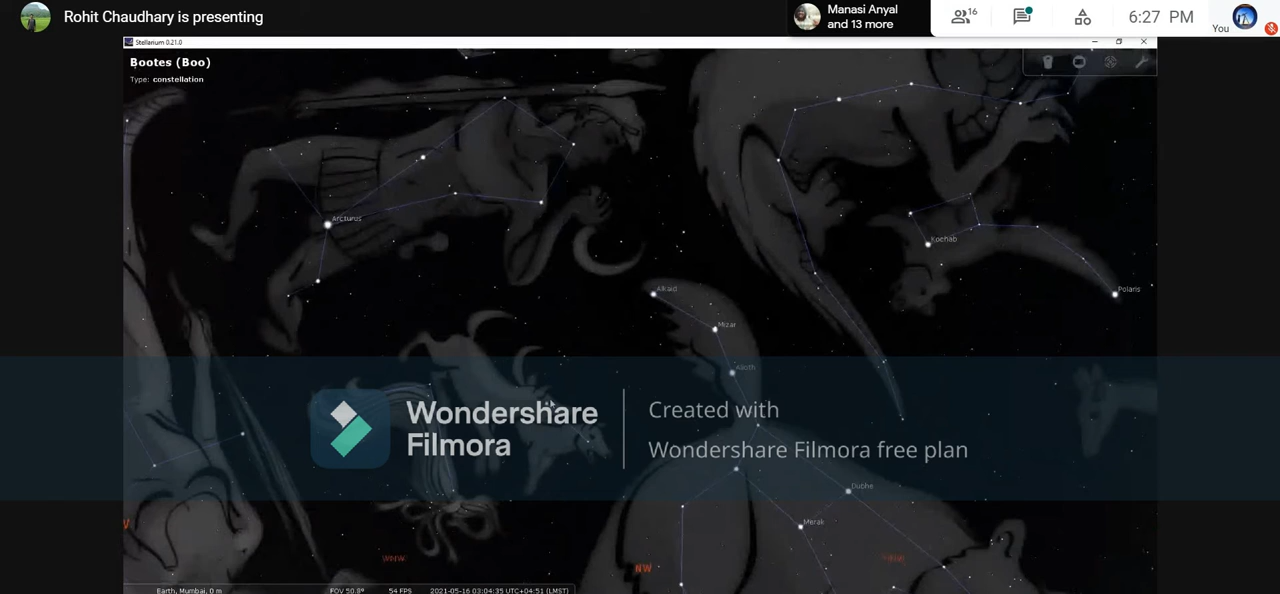 Rohit Chaudhary is presenting
Manasi Anyal
and 13 more
16
6:27 PM
You
Stellarium 0.21.0
Bootes (Boo)
Type: constellation
Arcturus
Kochab
Polaris
Alkaid
Mizar
Alioth
Wondershare
Filmora
Created with
Wondershare Filmora free plan
Dubhe
Merak
WNW
NW
Earth, Mumbai, 0 m
FOV 50.8°
54 FPS
2021-05-16 03:04:35 UTC+04:51 (LMST)